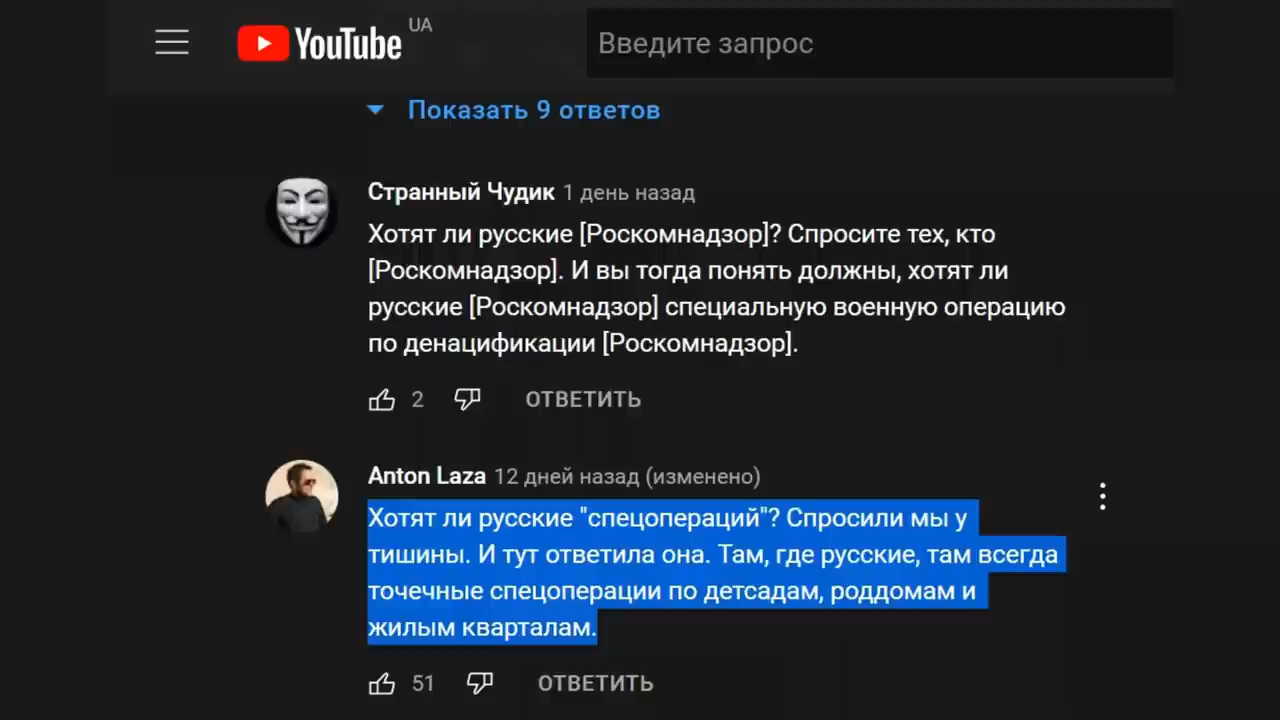 YouTube UA
Введите запрос
Показать 9 ответов
Странный Чудик 1 день назад
Хотят ли русские [Роскомнадзор]? Спросите тех, кто
[Роскомнадзор]. И вы тогда понять должны, хотят ли
русские [Роскомнадзор] специальную военную операцию
по денацификации [Роскомнадзор].
2 ОТВЕТИТЬ
Anton Laza 12 дней назад (изменено)
Хотят ли русские "спецопераций"? Спросили мы у
тишины. И тут ответила она. Там, где русские, там всегда
точечные спецоперации по детсадам, роддомам и
жилым кварталам.
51 ОТВЕТИТЬ